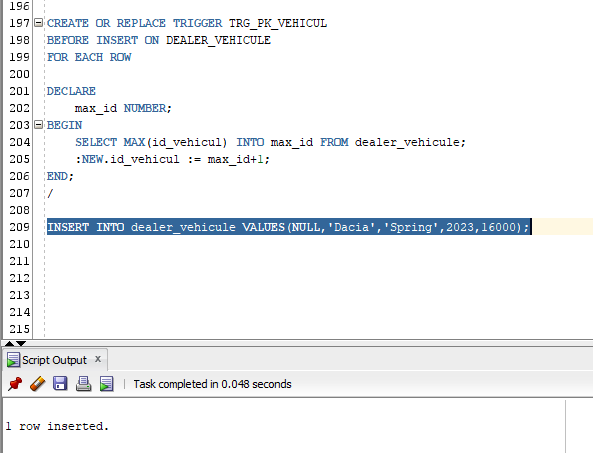 196
197 CREATE OR REPLACE TRIGGER TRG_PK_VEHICUL
198 BEFORE INSERT ON DEALER_VEHICULE
199 FOR EACH ROW
200
201 DECLARE
202 max_id NUMBER;
203 BEGIN
204 SELECT MAX(id_vehicul) INTO max_id FROM dealer_vehicule;
205 :NEW.id_vehicul := max_id+1;
206 END;
207 /
208
209 INSERT INTO dealer_vehicule VALUES(NULL,'Dacia','Spring',2023,16000);
210
211
212
213
214
215
Script Output x
Task completed in 0.048 seconds
1 row inserted.